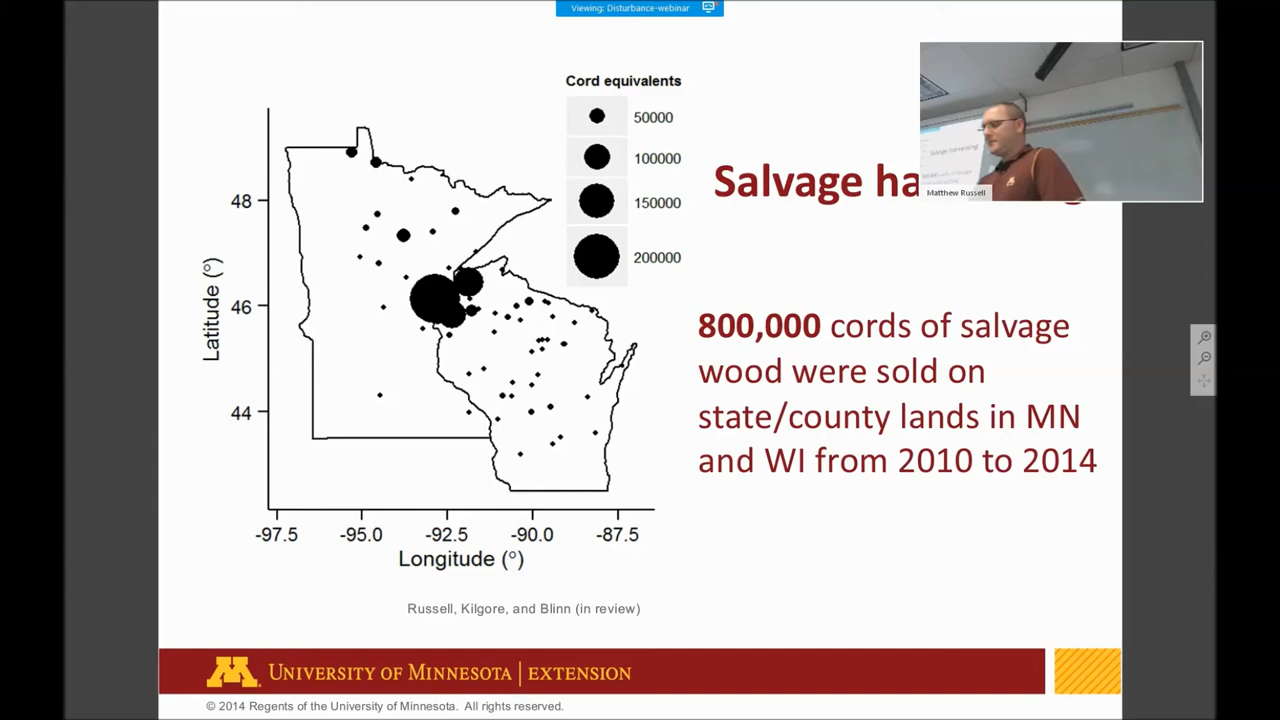 Viewing: Disturbance-webinar
Cord equivalents
50000
100000
150000
200000
Salvage ha
Matthew Russell
48
46
44
Latitude (°)
-97.5 -95.0 -92.5 -90.0 -87.5
Longitude (°)
800,000 cords of salvage
wood were sold on
state/county lands in MN
and WI from 2010 to 2014
Russell, Kilgore, and Blinn (in review)
M UNIVERSITY OF MINNESOTA | EXTENSION
© 2014 Regents of the University of Minnesota. All rights reserved.